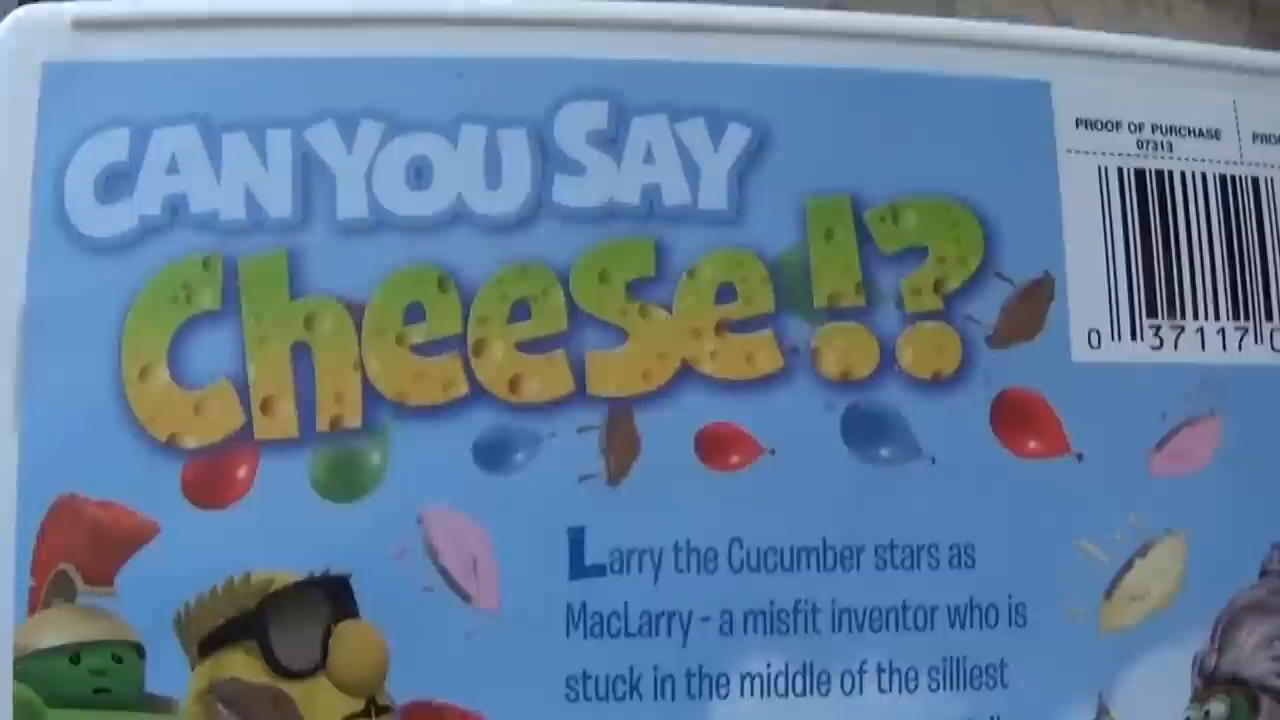 CAN YOU SAY
Cheese!?
PROOF OF PURCHASE
07313
0 37117
Larry the Cucumber stars as
MacLarry - a misfit inventor who is
stuck in the middle of the silliest